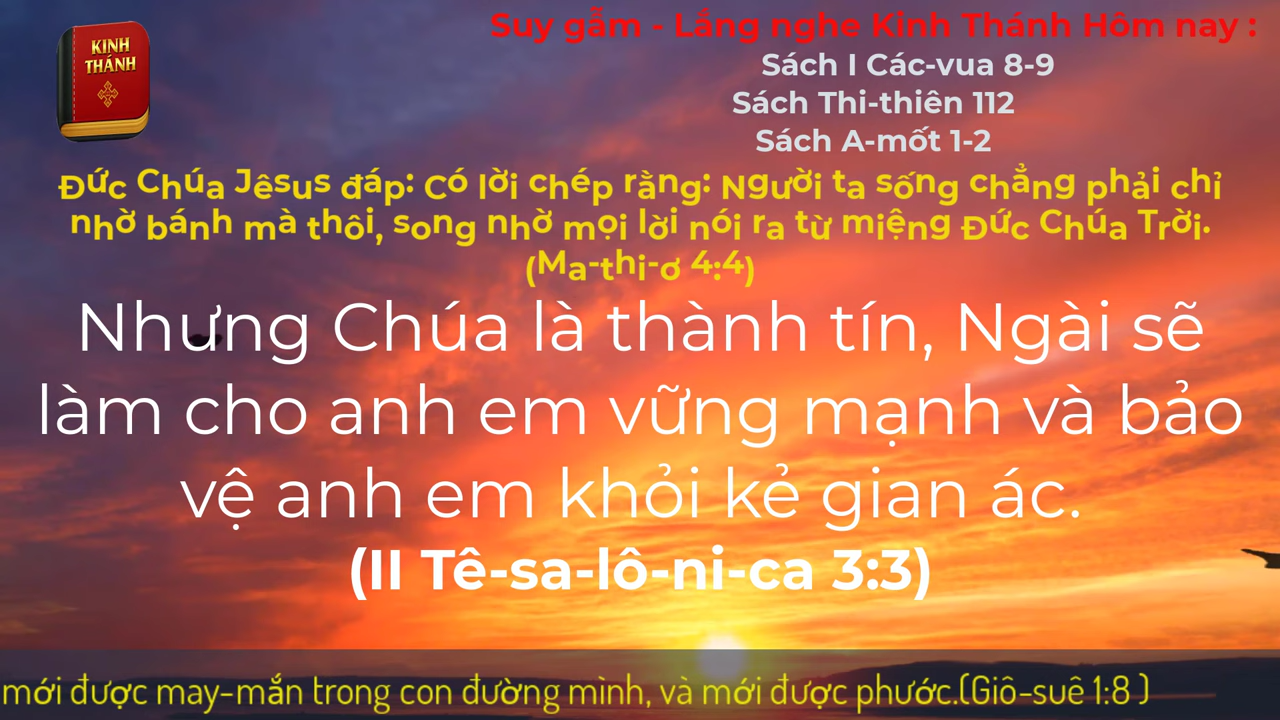 KINH
THÁNH
Suy gẫm - Lắng nghe Kinh Thánh Hôm nay :
Sách I Các-vua 8-9
Sách Thi-thiên 112
Sách A-mốt 1-2
Đức Chúa Jêsus đáp: Có lời chép rằng: Người ta sống chẳng phải chỉ
nhờ bánh mà thôi, song nhờ mọi lời nói ra từ miệng Đức Chúa Trời.
(Ma-thi-ơ 4:4)
Nhưng Chúa là thành tín, Ngài sẽ
làm cho anh em vững mạnh và bảo
vệ anh em khỏi kẻ gian ác.
(II Tê-sa-lô-ni-ca 3:3)
mới được may-mắn trong con đường mình, và mới được phước.(Giô-suê 1:8 )